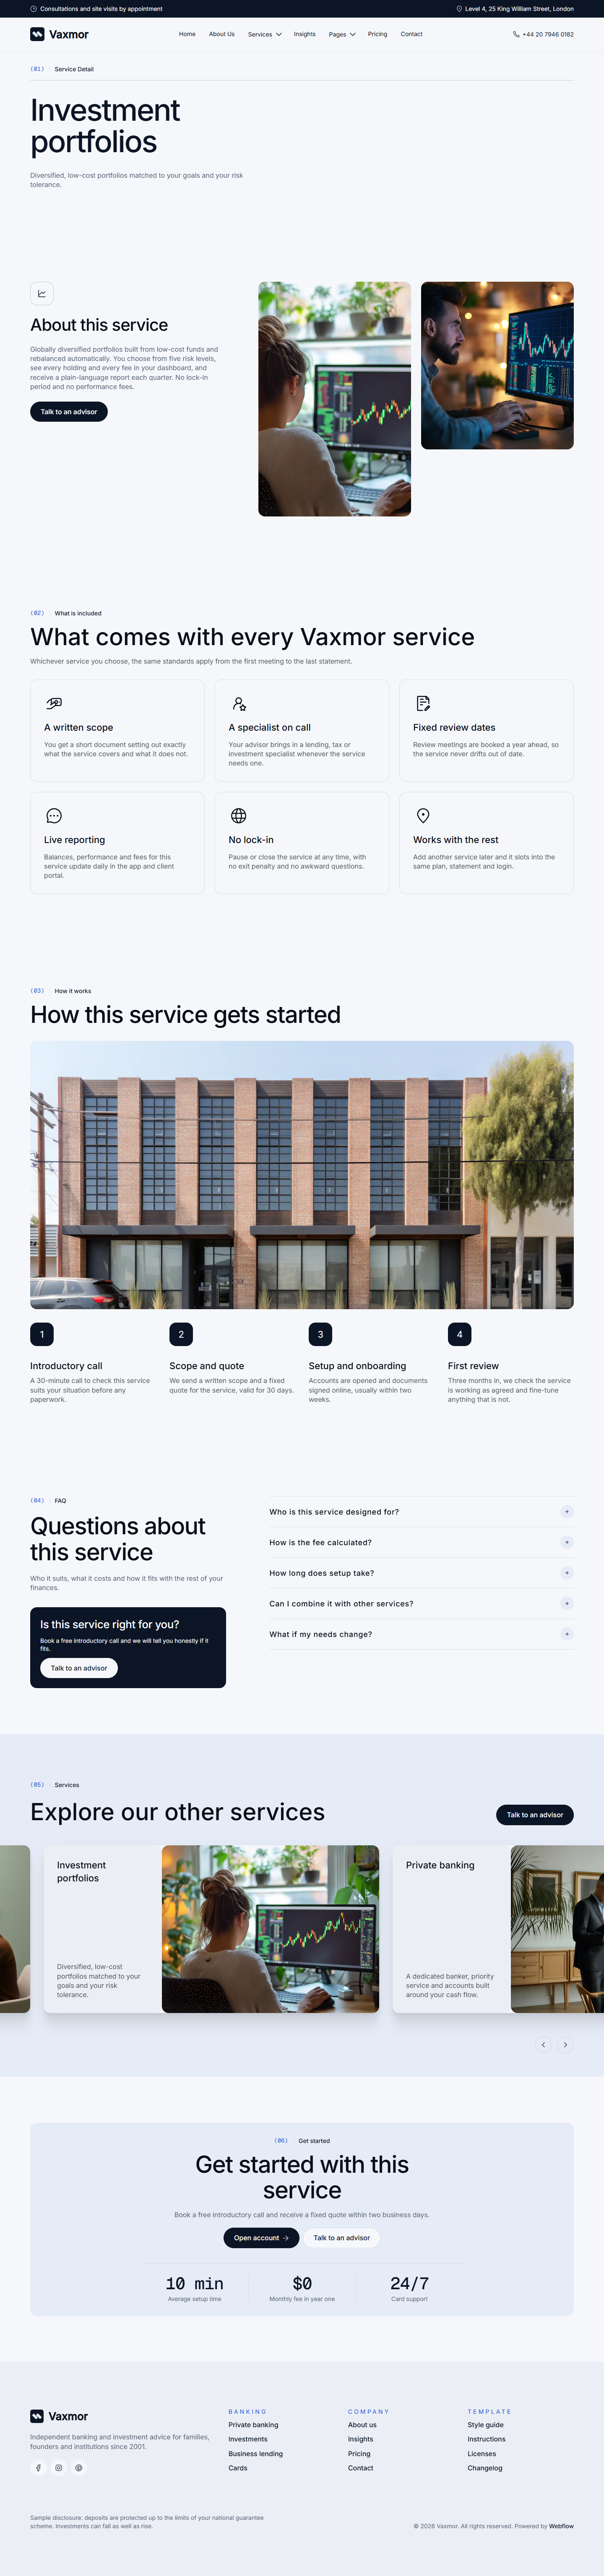 Consultations and site visits by appointment
Level 4, 25 King William Street, London
Vaxmor
Home
About Us
Services
Insights
Pages
Pricing
Contact
+44 20 7946 0182
(01)
Service Detail
Investment
portfolios
Diversified, low-cost portfolios matched to your goals and your risk
tolerance.
About this service
Globally diversified portfolios built from low-cost funds and
rebalanced automatically. You choose from five risk levels,
see every holding and every fee in your dashboard, and
receive a plain-language report each quarter. No lock-in
period and no performance fees.
Talk to an advisor
(02)
What is included
What comes with every Vaxmor service
Whichever service you choose, the same standards apply from the first meeting to the last statement.
A written scope
You get a short document setting out exactly
what the service covers and what it does not.
A specialist on call
Your advisor brings in a lending, tax or
investment specialist whenever the service
needs one.
Fixed review dates
Review meetings are booked a year ahead, so
the service never drifts out of date.
Live reporting
Balances, performance and fees for this
service update daily in the app and client
portal.
No lock-in
Pause or close the service at any time, with
no exit penalty and no awkward questions.
Works with the rest
Add another service later and it slots into the
same plan, statement and login.
(03)
How it works
How this service gets started
1
Introductory call
A 30-minute call to check this service
suits your situation before any
paperwork.
2
Scope and quote
We send a written scope and a fixed
quote for the service, valid for 30 days.
3
Setup and onboarding
Accounts are opened and documents
signed online, usually within two
weeks.
4
First review
Three months in, we check the service
is working as agreed and fine-tune
anything that is not.
(04)
FAQ
Questions about
this service
Who it suits, what it costs and how it fits with the rest of your
finances.
Is this service right for you?
Book a free introductory call and we will tell you honestly if it
fits.
Talk to an advisor
Who is this service designed for?
How is the fee calculated?
How long does setup take?
Can I combine it with other services?
What if my needs change?
(05)
Services
Explore our other services
Talk to an advisor
Investment
portfolios
Diversified, low-cost
portfolios matched to your
goals and your risk
tolerance.
Private banking
A dedicated banker, priority
service and accounts built
around your cash flow.
(06)
Get started
Get started with this
service
Book a free introductory call and receive a fixed quote within two business days.
Open account
Talk to an advisor
10 min
Average setup time
$0
Monthly fee in year one
24/7
Card support
Vaxmor
Independent banking and investment advice for families,
founders and institutions since 2001.
BANKING
Private banking
Investments
Business lending
Cards
COMPANY
About us
Insights
Pricing
Contact
TEMPLATE
Style guide
Instructions
Licenses
Changelog
Sample disclosure: deposits are protected up to the limits of your national guarantee
scheme. Investments can fall as well as rise.
© 2026 Vaxmor. All rights reserved. Powered by Webflow